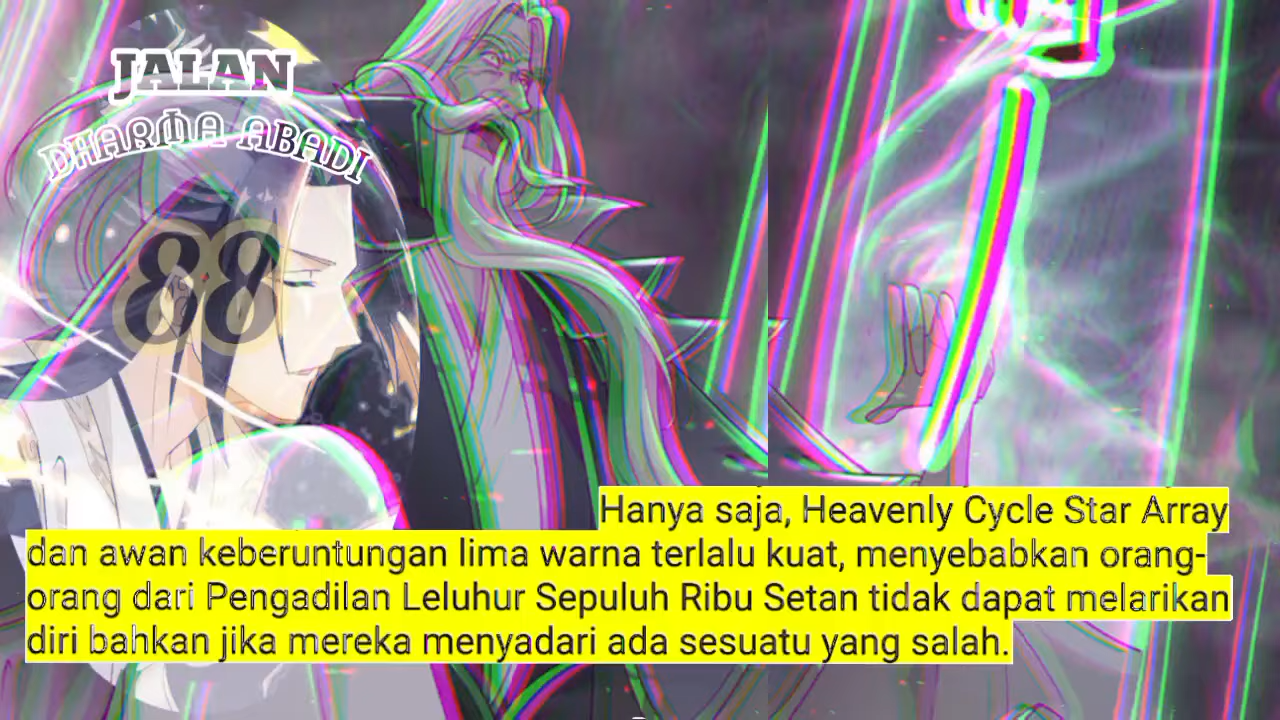 JALAN
DHARMA ABADI
88
Hanya saja, Heavenly Cycle Star Array
dan awan keberuntungan lima warna terlalu kuat, menyebabkan orang-
orang dari Pengadilan Leluhur Sepuluh Ribu Setan tidak dapat melarikan
diri bahkan jika mereka menyadari ada sesuatu yang salah.